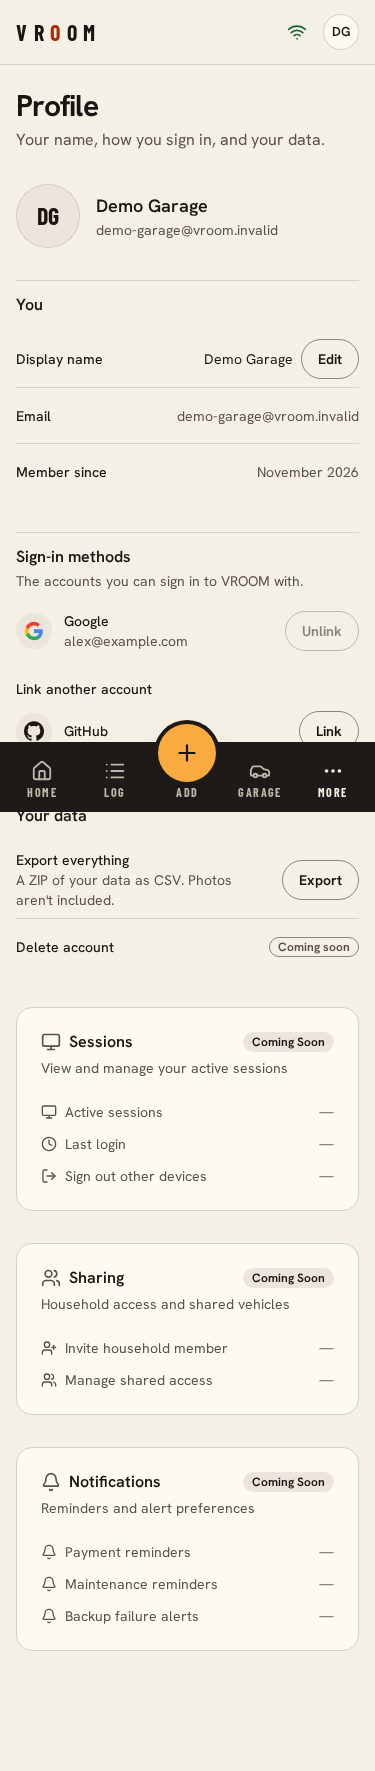 VROOM
DG
Profile
Your name, how you sign in, and your data.
DG
Demo Garage
demo-garage@vroom.invalid
You
Display name
Demo Garage
Edit
Email
demo-garage@vroom.invalid
Member since
November 2026
Sign-in methods
The accounts you can sign in to VROOM with.
Google
alex@example.com
Unlink
Link another account
GitHub
Link
HOME
LOG
ADD
GARAGE
MORE
Your data
Export everything
A ZIP of your data as CSV. Photos
aren't included.
Export
Delete account
Coming soon
Sessions
Coming Soon
View and manage your active sessions
Active sessions
—
Last login
—
Sign out other devices
—
Sharing
Coming Soon
Household access and shared vehicles
Invite household member
—
Manage shared access
—
Notifications
Coming Soon
Reminders and alert preferences
Payment reminders
—
Maintenance reminders
—
Backup failure alerts
—